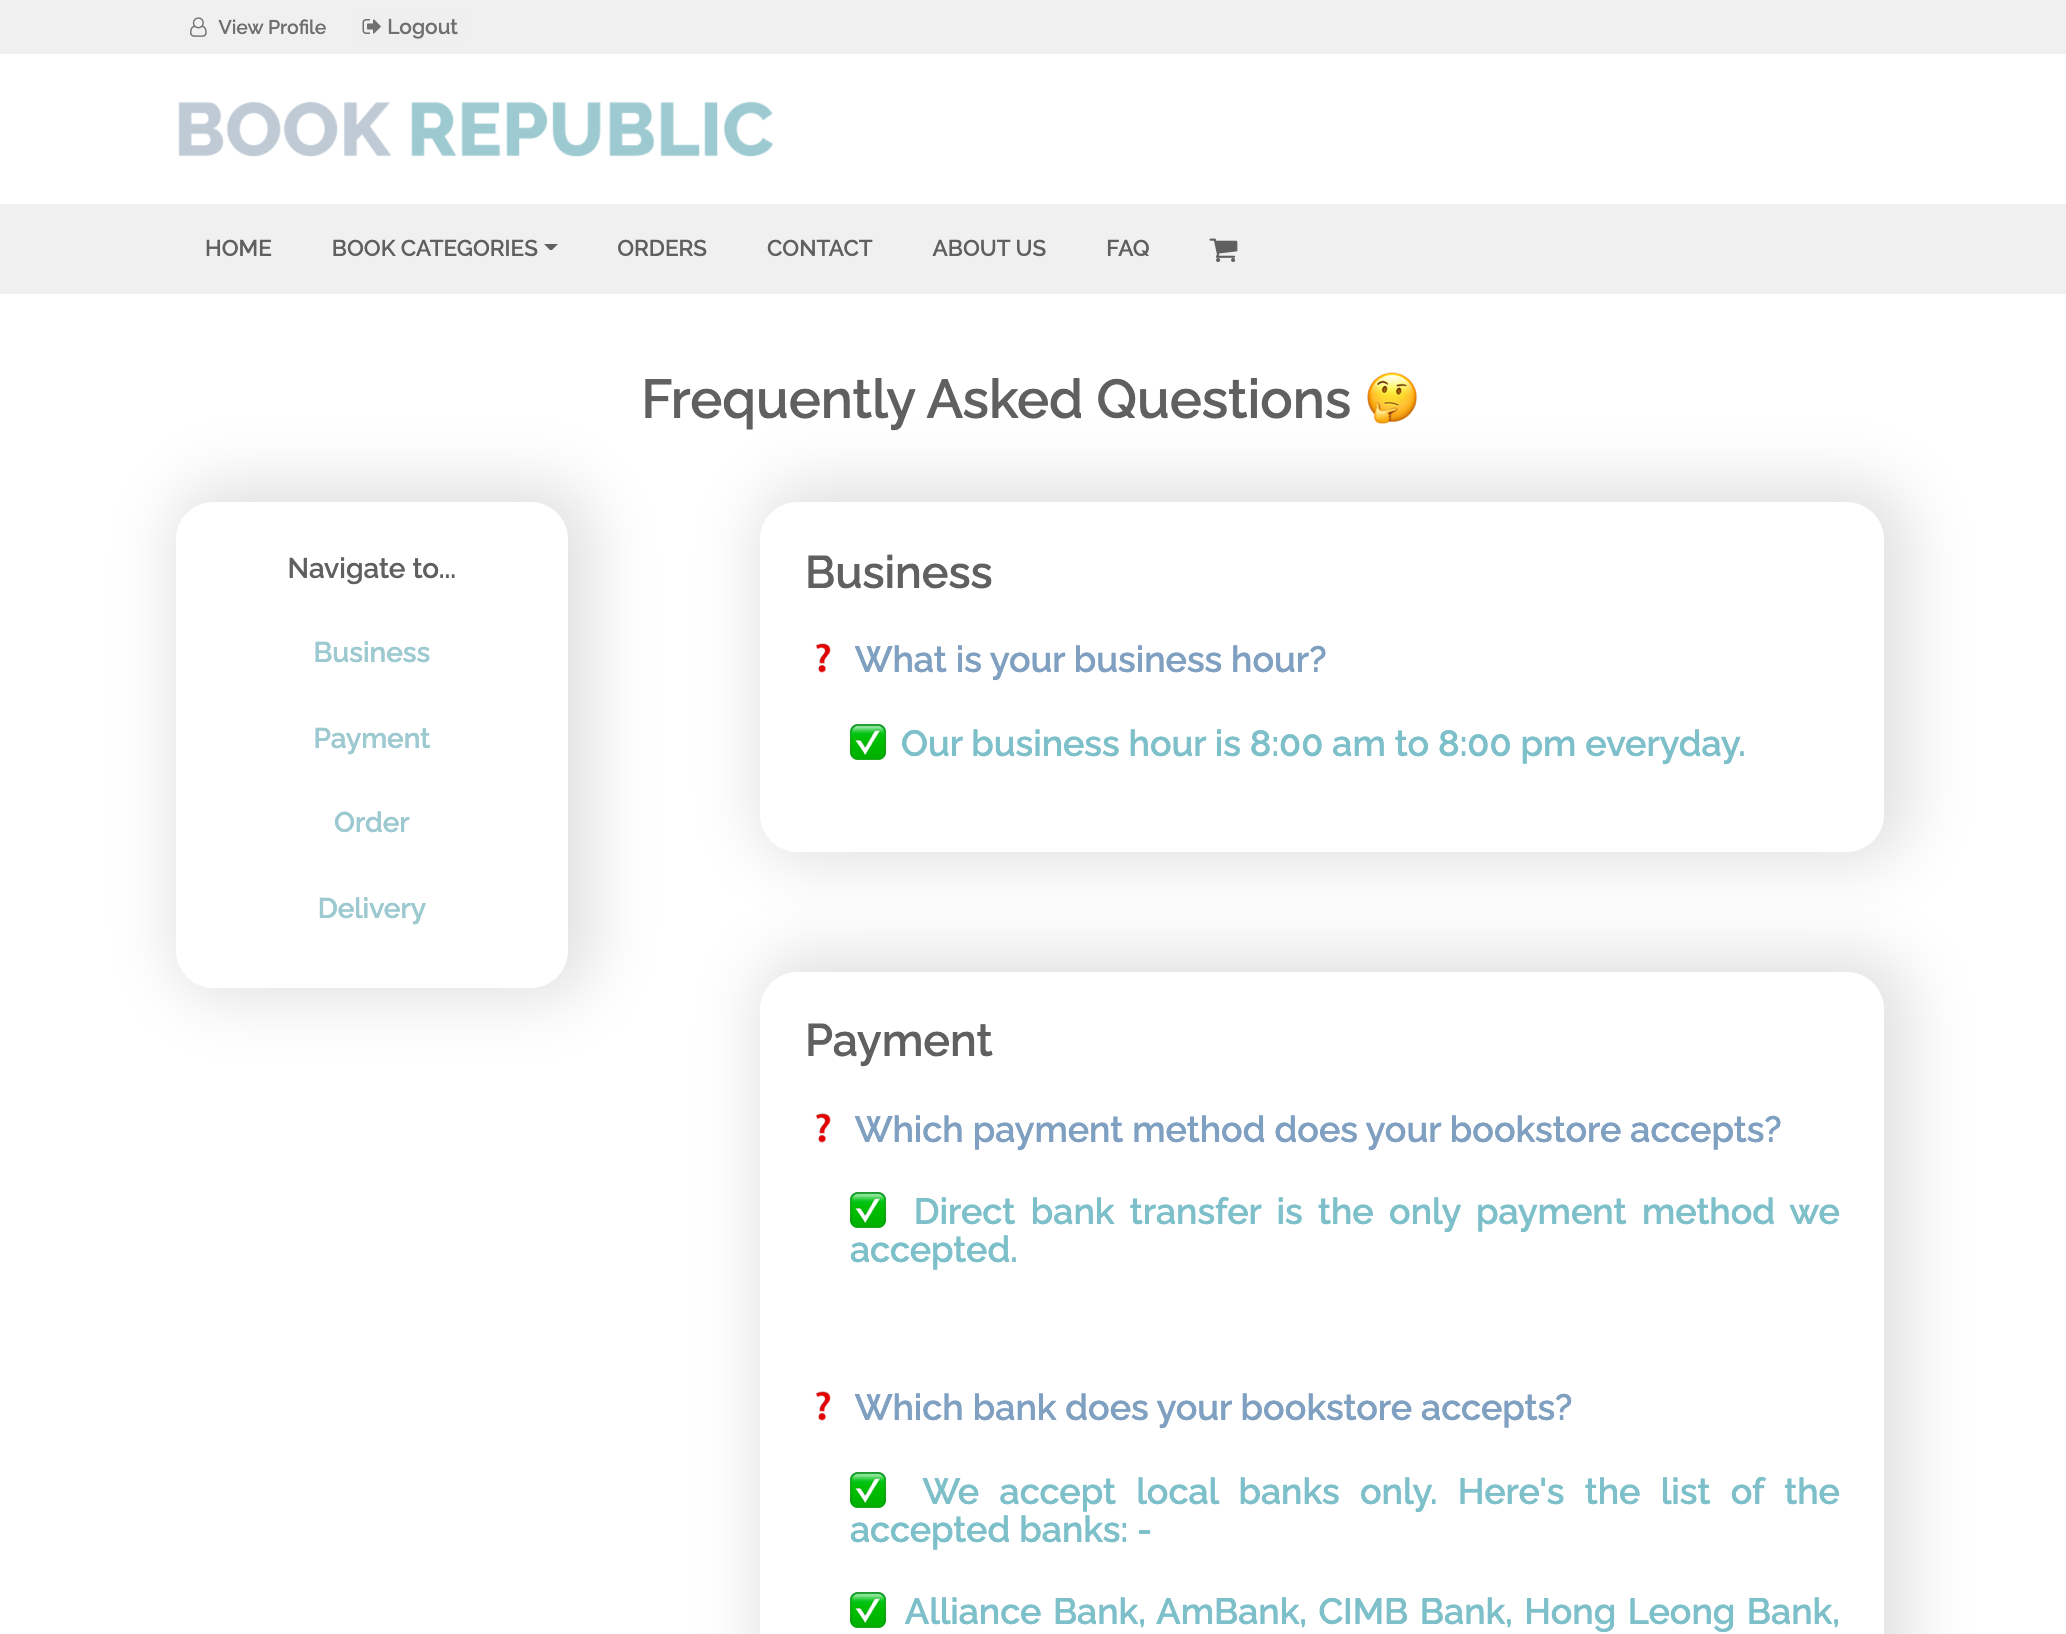 View Profile Logout
BOOK REPUBLIC
HOME BOOK CATEGORIES ORDERS CONTACT ABOUT US FAQ
Frequently Asked Questions 🤔
Navigate to...
Business
Payment
Order
Delivery
Business
❓ What is your business hour?
✅ Our business hour is 8:00 am to 8:00 pm everyday.
Payment
❓ Which payment method does your bookstore accepts?
✅ Direct bank transfer is the only payment method we
accepted.
❓ Which bank does your bookstore accepts?
✅ We accept local banks only. Here's the list of the
accepted banks: -
✅ Alliance Bank, AmBank, CIMB Bank, Hong Leong Bank,